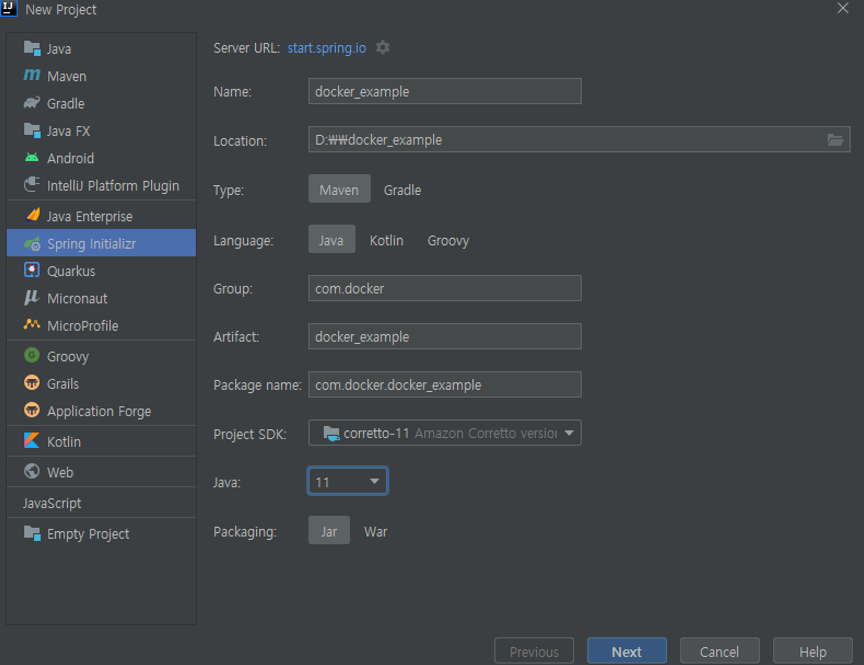 IJ New Project
Java
Maven
Gradle
Java FX
Android
IntelliJ Platform Plugin
Java Enterprise
Spring Initializr
Quarkus
Micronaut
MicroProfile
Groovy
Grails
Application Forge
Kotlin
Web
JavaScript
Empty Project
Server URL: start.spring.io
Name: docker_example
Location: D:₩₩docker_example
Type: Maven Gradle
Language: Java Kotlin Groovy
Group: com.docker
Artifact: docker_example
Package name: com.docker.docker_example
Project SDK: corretto-11 Amazon Corretto version
Java: 11
Packaging: Jar War
Previous Next Cancel Help